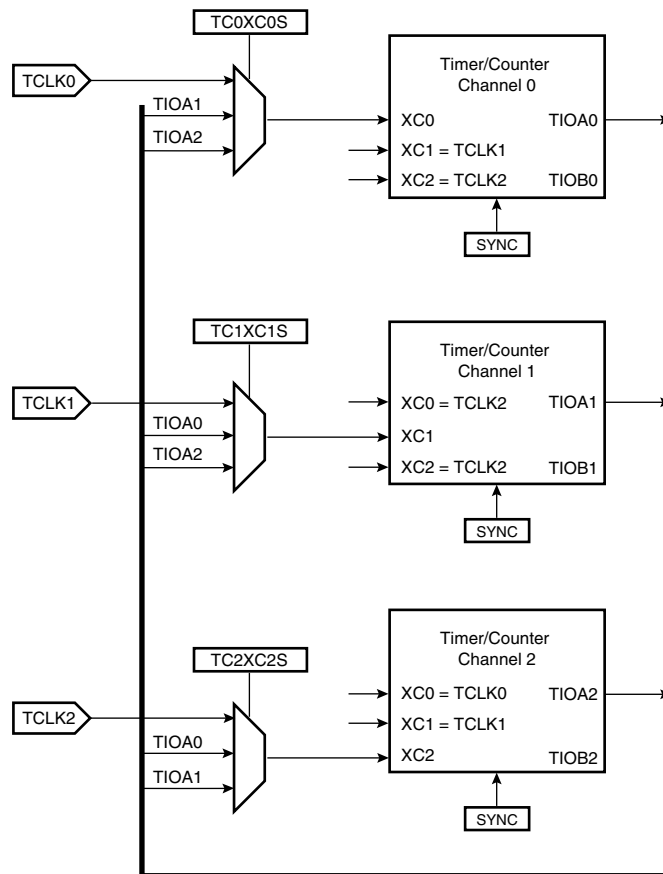 TC0XC0S
TCLK0
TIOA1
TIOA2
Timer/Counter
Channel 0
XC0
TIOA0
XC1 = TCLK1
XC2 = TCLK2
TIOB0
SYNC
TC1XC1S
TCLK1
TIOA0
TIOA2
Timer/Counter
Channel 1
XC0 = TCLK2
TIOA1
XC1
XC2 = TCLK2
TIOB1
SYNC
TC2XC2S
TCLK2
TIOA0
TIOA1
Timer/Counter
Channel 2
XC0 = TCLK0
TIOA2
XC1 = TCLK1
XC2
TIOB2
SYNC